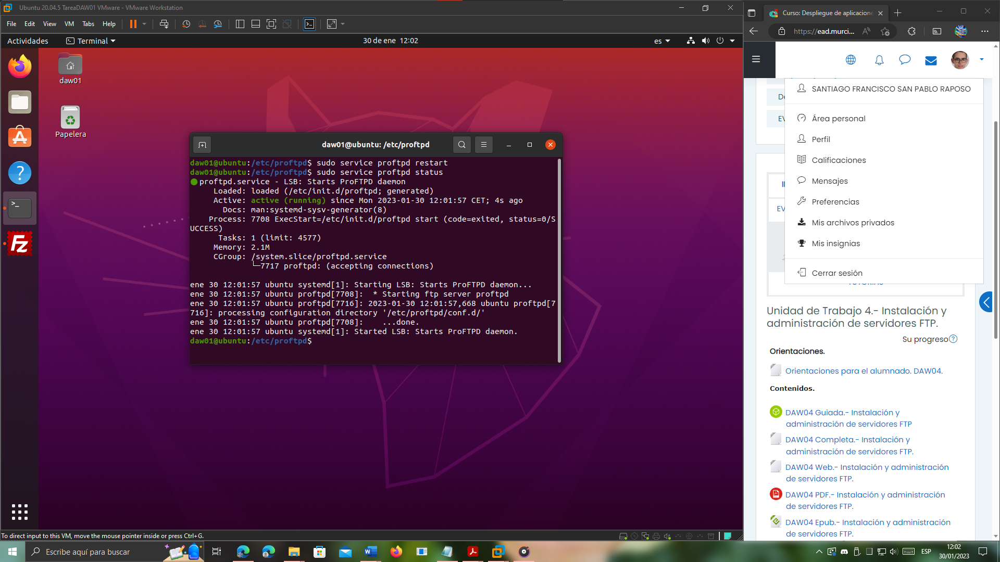 Ubuntu 20.04.5 TareaDAW01 VMware - VMware Workstation
File Edit View VM Tabs Help
Actividades Terminal 30 de ene 12:02 es
daw01
Papelera
daw01@ubuntu: /etc/proftpd
daw01@ubuntu:/etc/proftpd$ sudo service proftpd restart
daw01@ubuntu:/etc/proftpd$ sudo service proftpd status
proftpd.service - LSB: Starts ProFTPD daemon
Loaded: loaded (/etc/init.d/proftpd; generated)
Active: active (running) since Mon 2023-01-30 12:01:57 CET; 4s ago
Docs: man:systemd-sysv-generator(8)
Process: 7708 ExecStart=/etc/init.d/proftpd start (code=exited, status=0/S
UCCESS)
Tasks: 1 (limit: 4577)
Memory: 2.1M
CGroup: /system.slice/proftpd.service
└─7717 proftpd: (accepting connections)
ene 30 12:01:57 ubuntu systemd[1]: Starting LSB: Starts ProFTPD daemon...
ene 30 12:01:57 ubuntu proftpd[7708]:  * Starting ftp server proftpd
ene 30 12:01:57 ubuntu proftpd[7716]: 2023-01-30 12:01:57,668 ubuntu proftpd[7
716]: processing configuration directory '/etc/proftpd/conf.d/'
ene 30 12:01:57 ubuntu proftpd[7708]:    ...done.
ene 30 12:01:57 ubuntu systemd[1]: Started LSB: Starts ProFTPD daemon.
daw01@ubuntu:/etc/proftpd$
To direct input to this VM, move the mouse pointer inside or press Ctrl+G.
Curso: Despliegue de aplicacione
https://ead.murci...
SANTIAGO FRANCISCO SAN PABLO RAPOSO
Área personal
Perfil
Calificaciones
Mensajes
Preferencias
Mis archivos privados
Mis insignias
Cerrar sesión
Unidad de Trabajo 4.- Instalación y
administración de servidores FTP.
Su progreso
Orientaciones.
Orientaciones para el alumnado. DAW04.
Contenidos.
DAW04 Guiada.- Instalación y
administración de servidores FTP
DAW04 Completa.- Instalación y
administración de servidores FTP.
DAW04 Web.- Instalación y administración
de servidores FTP.
DAW04 PDF.- Instalación y administración
de servidores FTP.
DAW04 Epub.- Instalación y administración
de servidores FTP.
Escribe aquí para buscar
ESP
12:02
30/01/2023